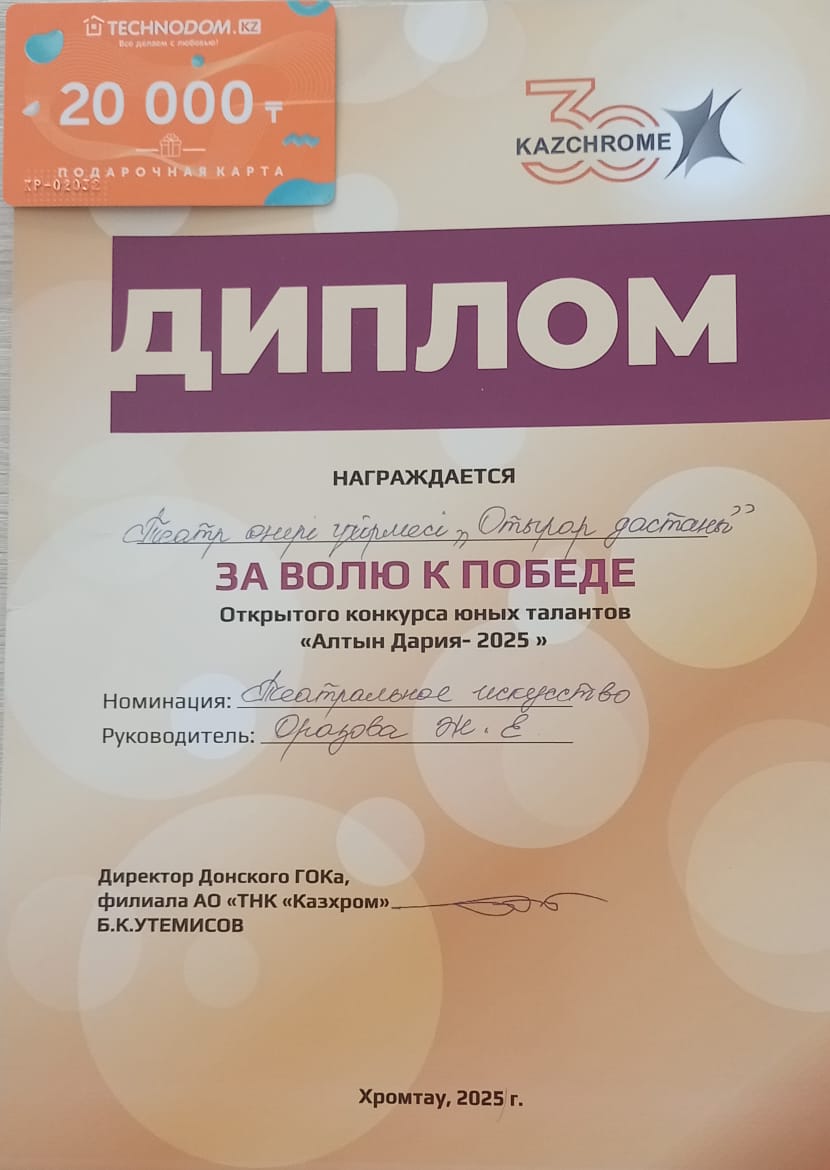 TECHNODOM.KZ
Все делаем с любовью!
20 000 ₸
ПОДАРОЧНАЯ КАРТА
30
KAZCHROME
ДИПЛОМ
НАГРАЖДАЕТСЯ
Театр өнері үйірмесі „Отырар дастаны”
ЗА ВОЛЮ К ПОБЕДЕ
Открытого конкурса юных талантов
«Алтын Дария- 2025 »
Номинация: Театральное искусство
Руководитель: Оразова Ж. Е
Директор Донского ГОКа,
филиала АО «ТНК «Казхром»
Б.К.УТЕМИСОВ
Хромтау, 2025 г.